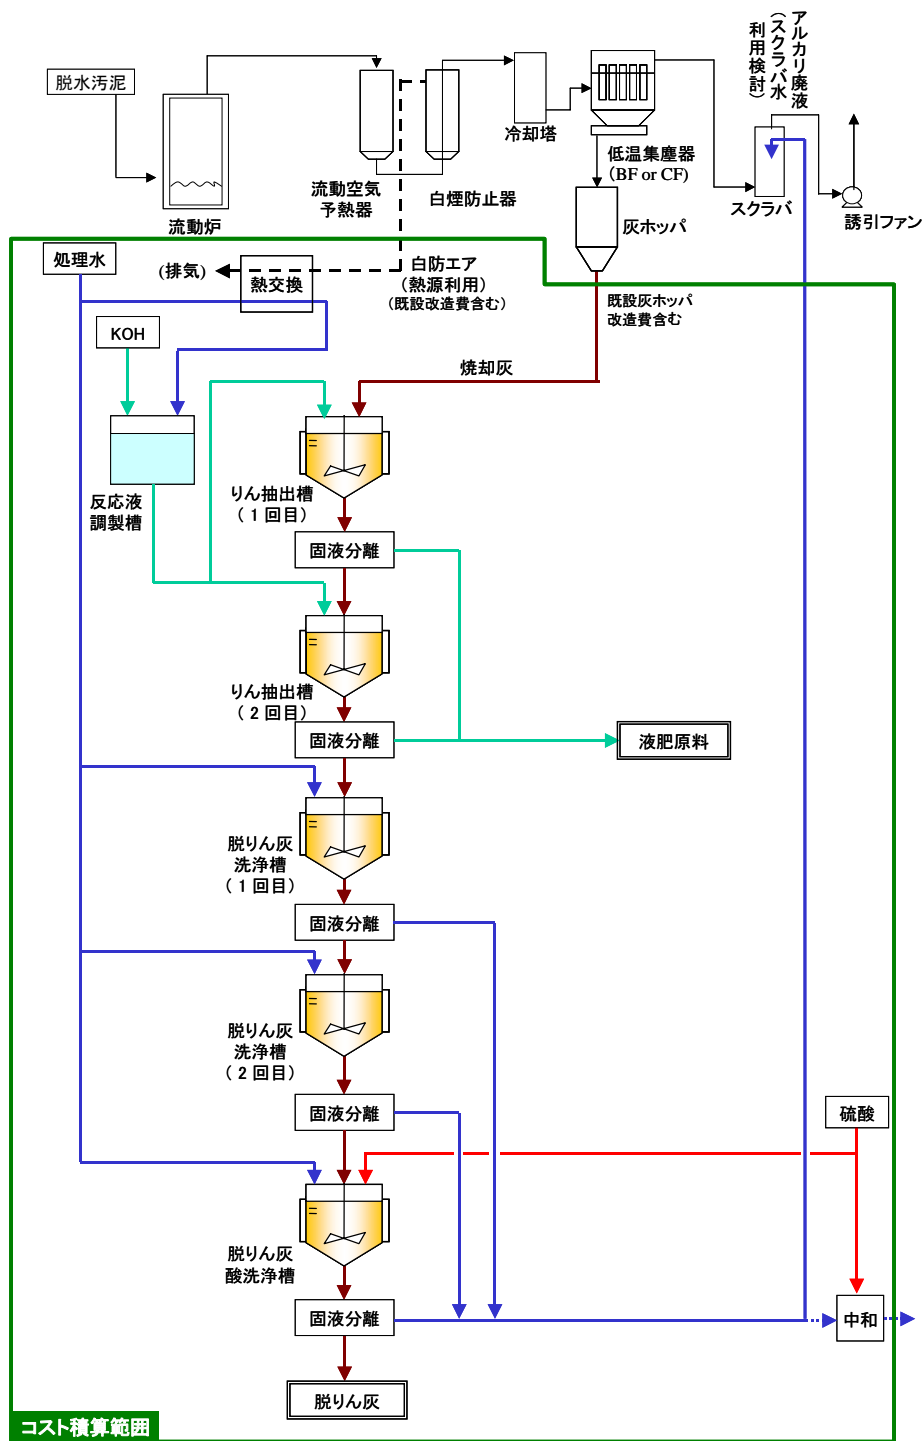 アルカリ廃液
（スクラバ水
利用検討）
脱水汚泥
流動炉
流動空気
予熱器
白煙防止器
冷却塔
低温集塵器
（BF or CF)
スクラバ
誘引ファン
灰ホッパ
処理水
(排気)
熱交換
白防エア
（熱源利用）
（既設改造費含む）
既設灰ホッパ
改造費含む
KOH
焼却灰
反応液
調製槽
りん抽出槽
（１回目）
固液分離
りん抽出槽
（２回目）
固液分離
液肥原料
脱りん灰
洗浄槽
（１回目）
固液分離
脱りん灰
洗浄槽
（２回目）
固液分離
硫酸
脱りん灰
酸洗浄槽
固液分離
中和
脱りん灰
コスト積算範囲